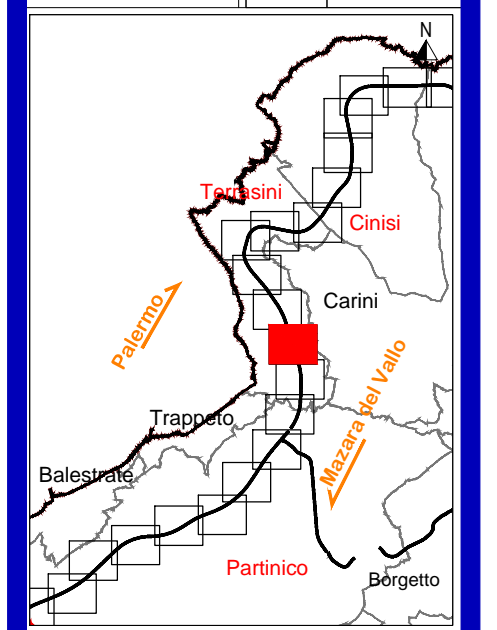 N
Terrasini
Cinisi
Carini
Palermo
Mazara del Vallo
Trappeto
Balestrate
Partinico
Borgetto